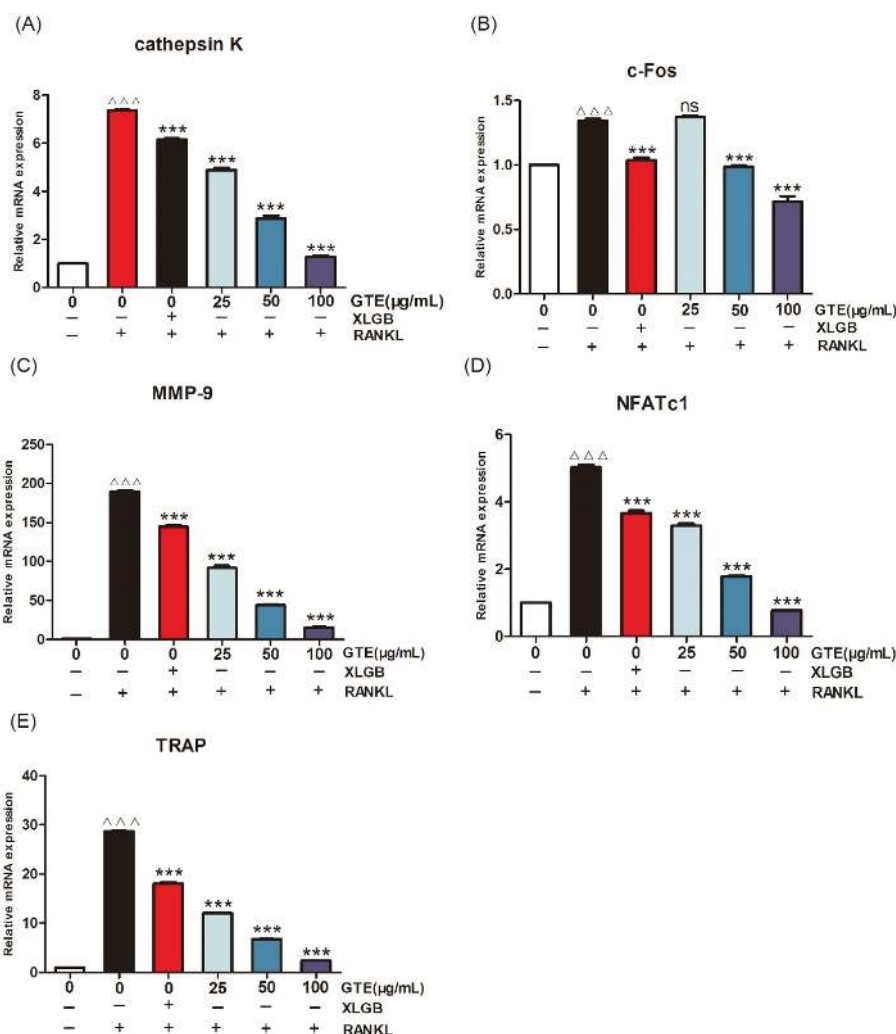 (A)
cathepsin K
Relative mRNA expression
8
6
4
2
0
△△△
***
***
***
***
0 0 0 25 50 100 GTE(μg/mL)
− − + − − − XLGB
− + + + + + RANKL
(B)
c-Fos
Relative mRNA expression
1.5
1.0
0.5
0.0
△△△
***
ns
***
***
0 0 0 25 50 100 GTE(μg/mL)
− − + − − − XLGB
− + + + + + RANKL
(C)
MMP-9
Relative mRNA expression
250
200
150
100
50
0
△△△
***
***
***
***
0 0 0 25 50 100 GTE(μg/mL)
− − + − − − XLGB
− + + + + + RANKL
(D)
NFATc1
Relative mRNA expression
6
4
2
0
△△△
***
***
***
***
0 0 0 25 50 100 GTE(μg/mL)
− − + − − − XLGB
− + + + + + RANKL
(E)
TRAP
Relative mRNA expression
40
30
20
10
0
△△△
***
***
***
***
0 0 0 25 50 100 GTE(μg/mL)
− − + − − − XLGB
− + + + + + RANKL